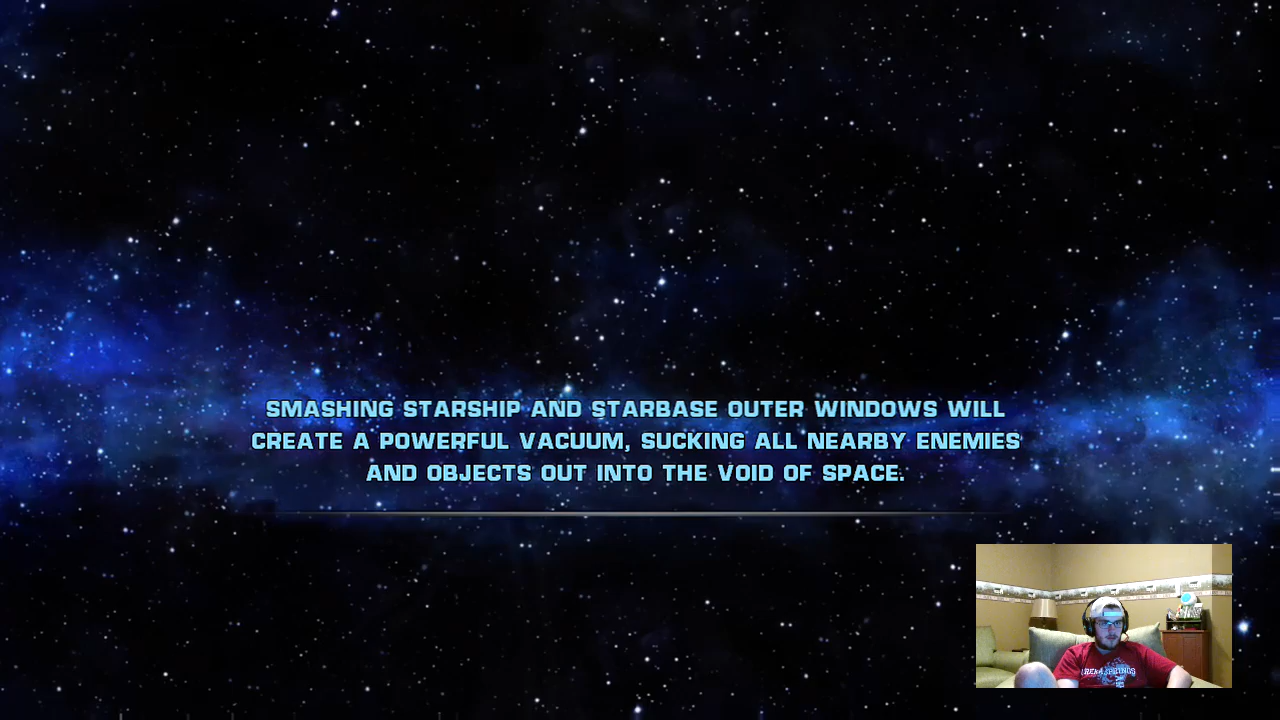 SMASHING STARSHIP AND STARBASE OUTER WINDOWS WILL
CREATE A POWERFUL VACUUM, SUCKING ALL NEARBY ENEMIES
AND OBJECTS OUT INTO THE VOID OF SPACE.